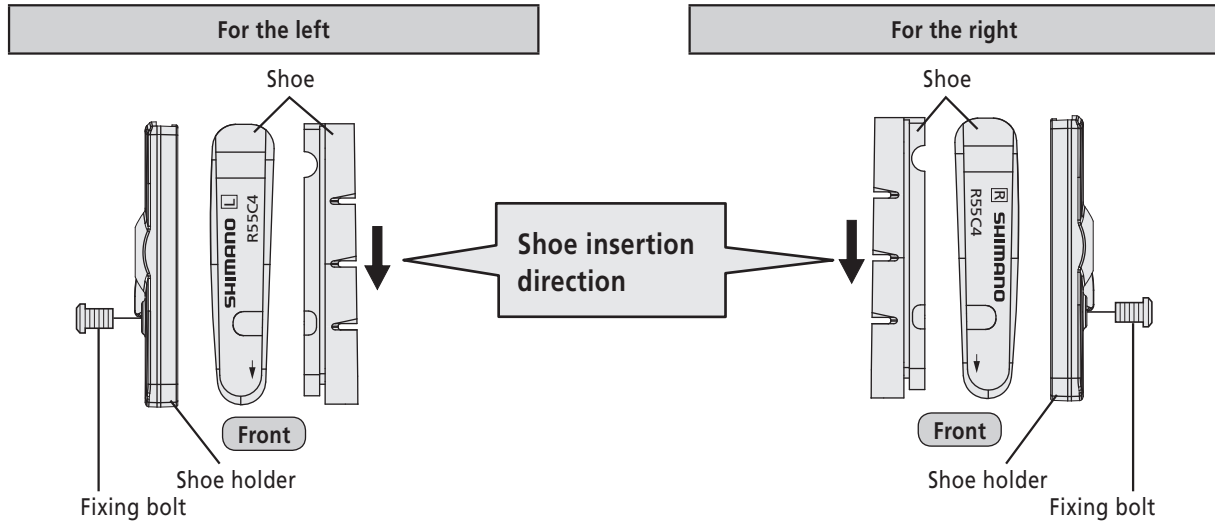 For the left
For the right
Shoe
Shoe
SHIMANO L
R55C4
Shoe insertion
direction
R SHIMANO
R55C4
Front
Front
Shoe holder
Shoe holder
Fixing bolt
Fixing bolt